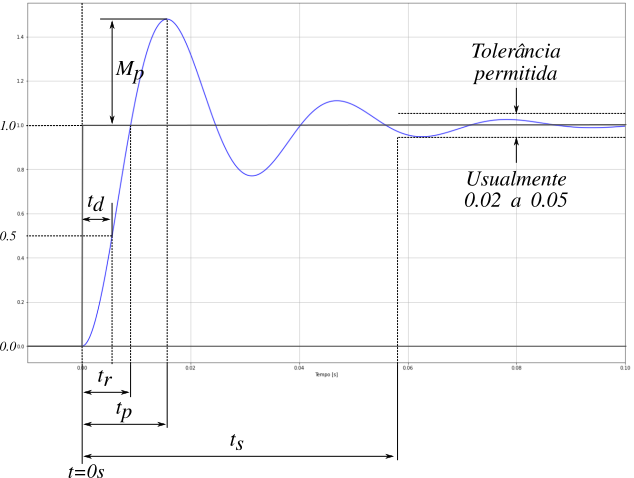 1.4
1.2
Tolerância
permitida
M_p
1.0 1.0
0.8
Usualmente
0.02 a 0.05
t_d
0.6
0.5
0.4
0.2
0.0 0.0
0.00 0.02 0.04 0.06 0.08 0.10
Tempo [s]
t_r
t_p
t_s
t=0s